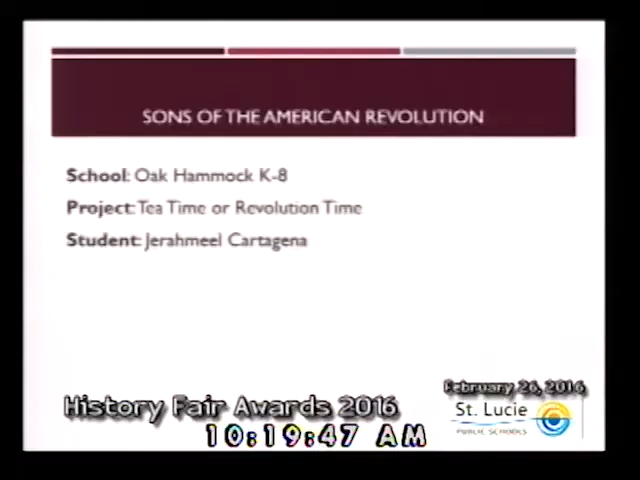 SONS OF THE AMERICAN REVOLUTION
School: Oak Hammock K-8
Project: Tea Time or Revolution Time
Student: Jerahmeel Cartagena
February 26, 2016
History Fair Awards 2016
St. Lucie
PUBLIC SCHOOLS
10:19:47 AM